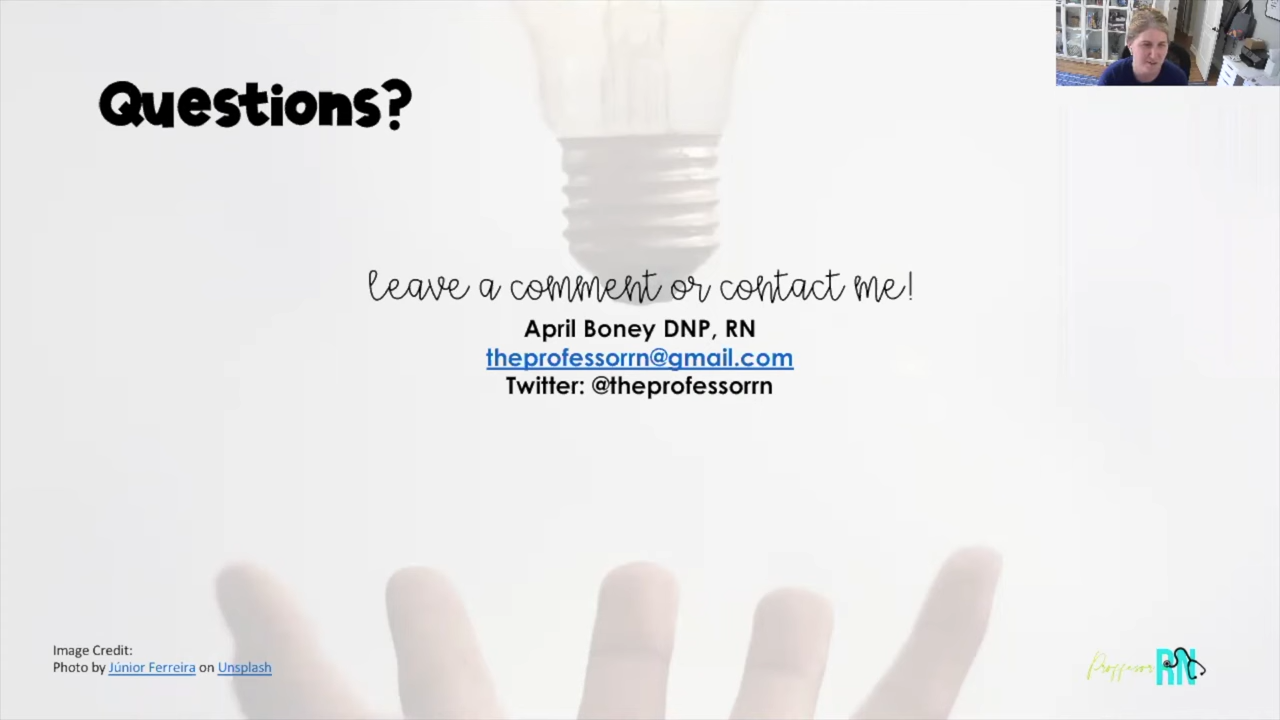 Questions?
leave a comment or contact me!
April Boney DNP, RN
theprofessorrn@gmail.com
Twitter: @theprofessorrn
Image Credit:
Photo by Júnior Ferreira on Unsplash
Professor RN